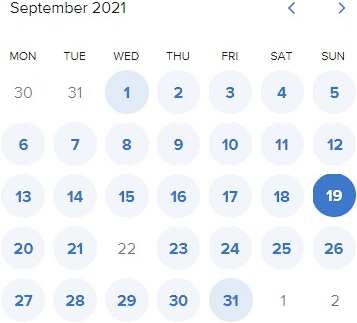 September 2021
MON TUE WED THU FRI SAT SUN
30 31 1 2 3 4 5
6 7 8 9 10 11 12
13 14 15 16 17 18 19
20 21 22 23 24 25 26
27 28 29 30 31 1 2